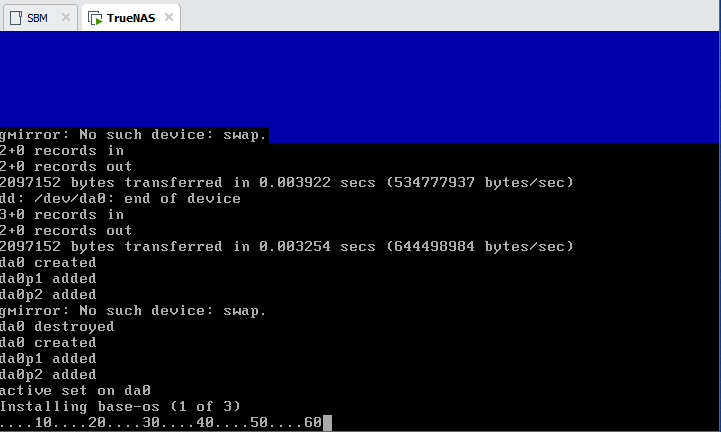 SBM
TrueNAS
gmirror: No such device: swap.
2+0 records in
2+0 records out
2097152 bytes transferred in 0.003922 secs (534777937 bytes/sec)
dd: /dev/da0: end of device
3+0 records in
2+0 records out
2097152 bytes transferred in 0.003254 secs (644498984 bytes/sec)
da0 created
da0p1 added
da0p2 added
gmirror: No such device: swap.
da0 destroyed
da0 created
da0p1 added
da0p2 added
active set on da0
Installing base-os (1 of 3)
....10....20....30....40....50....60